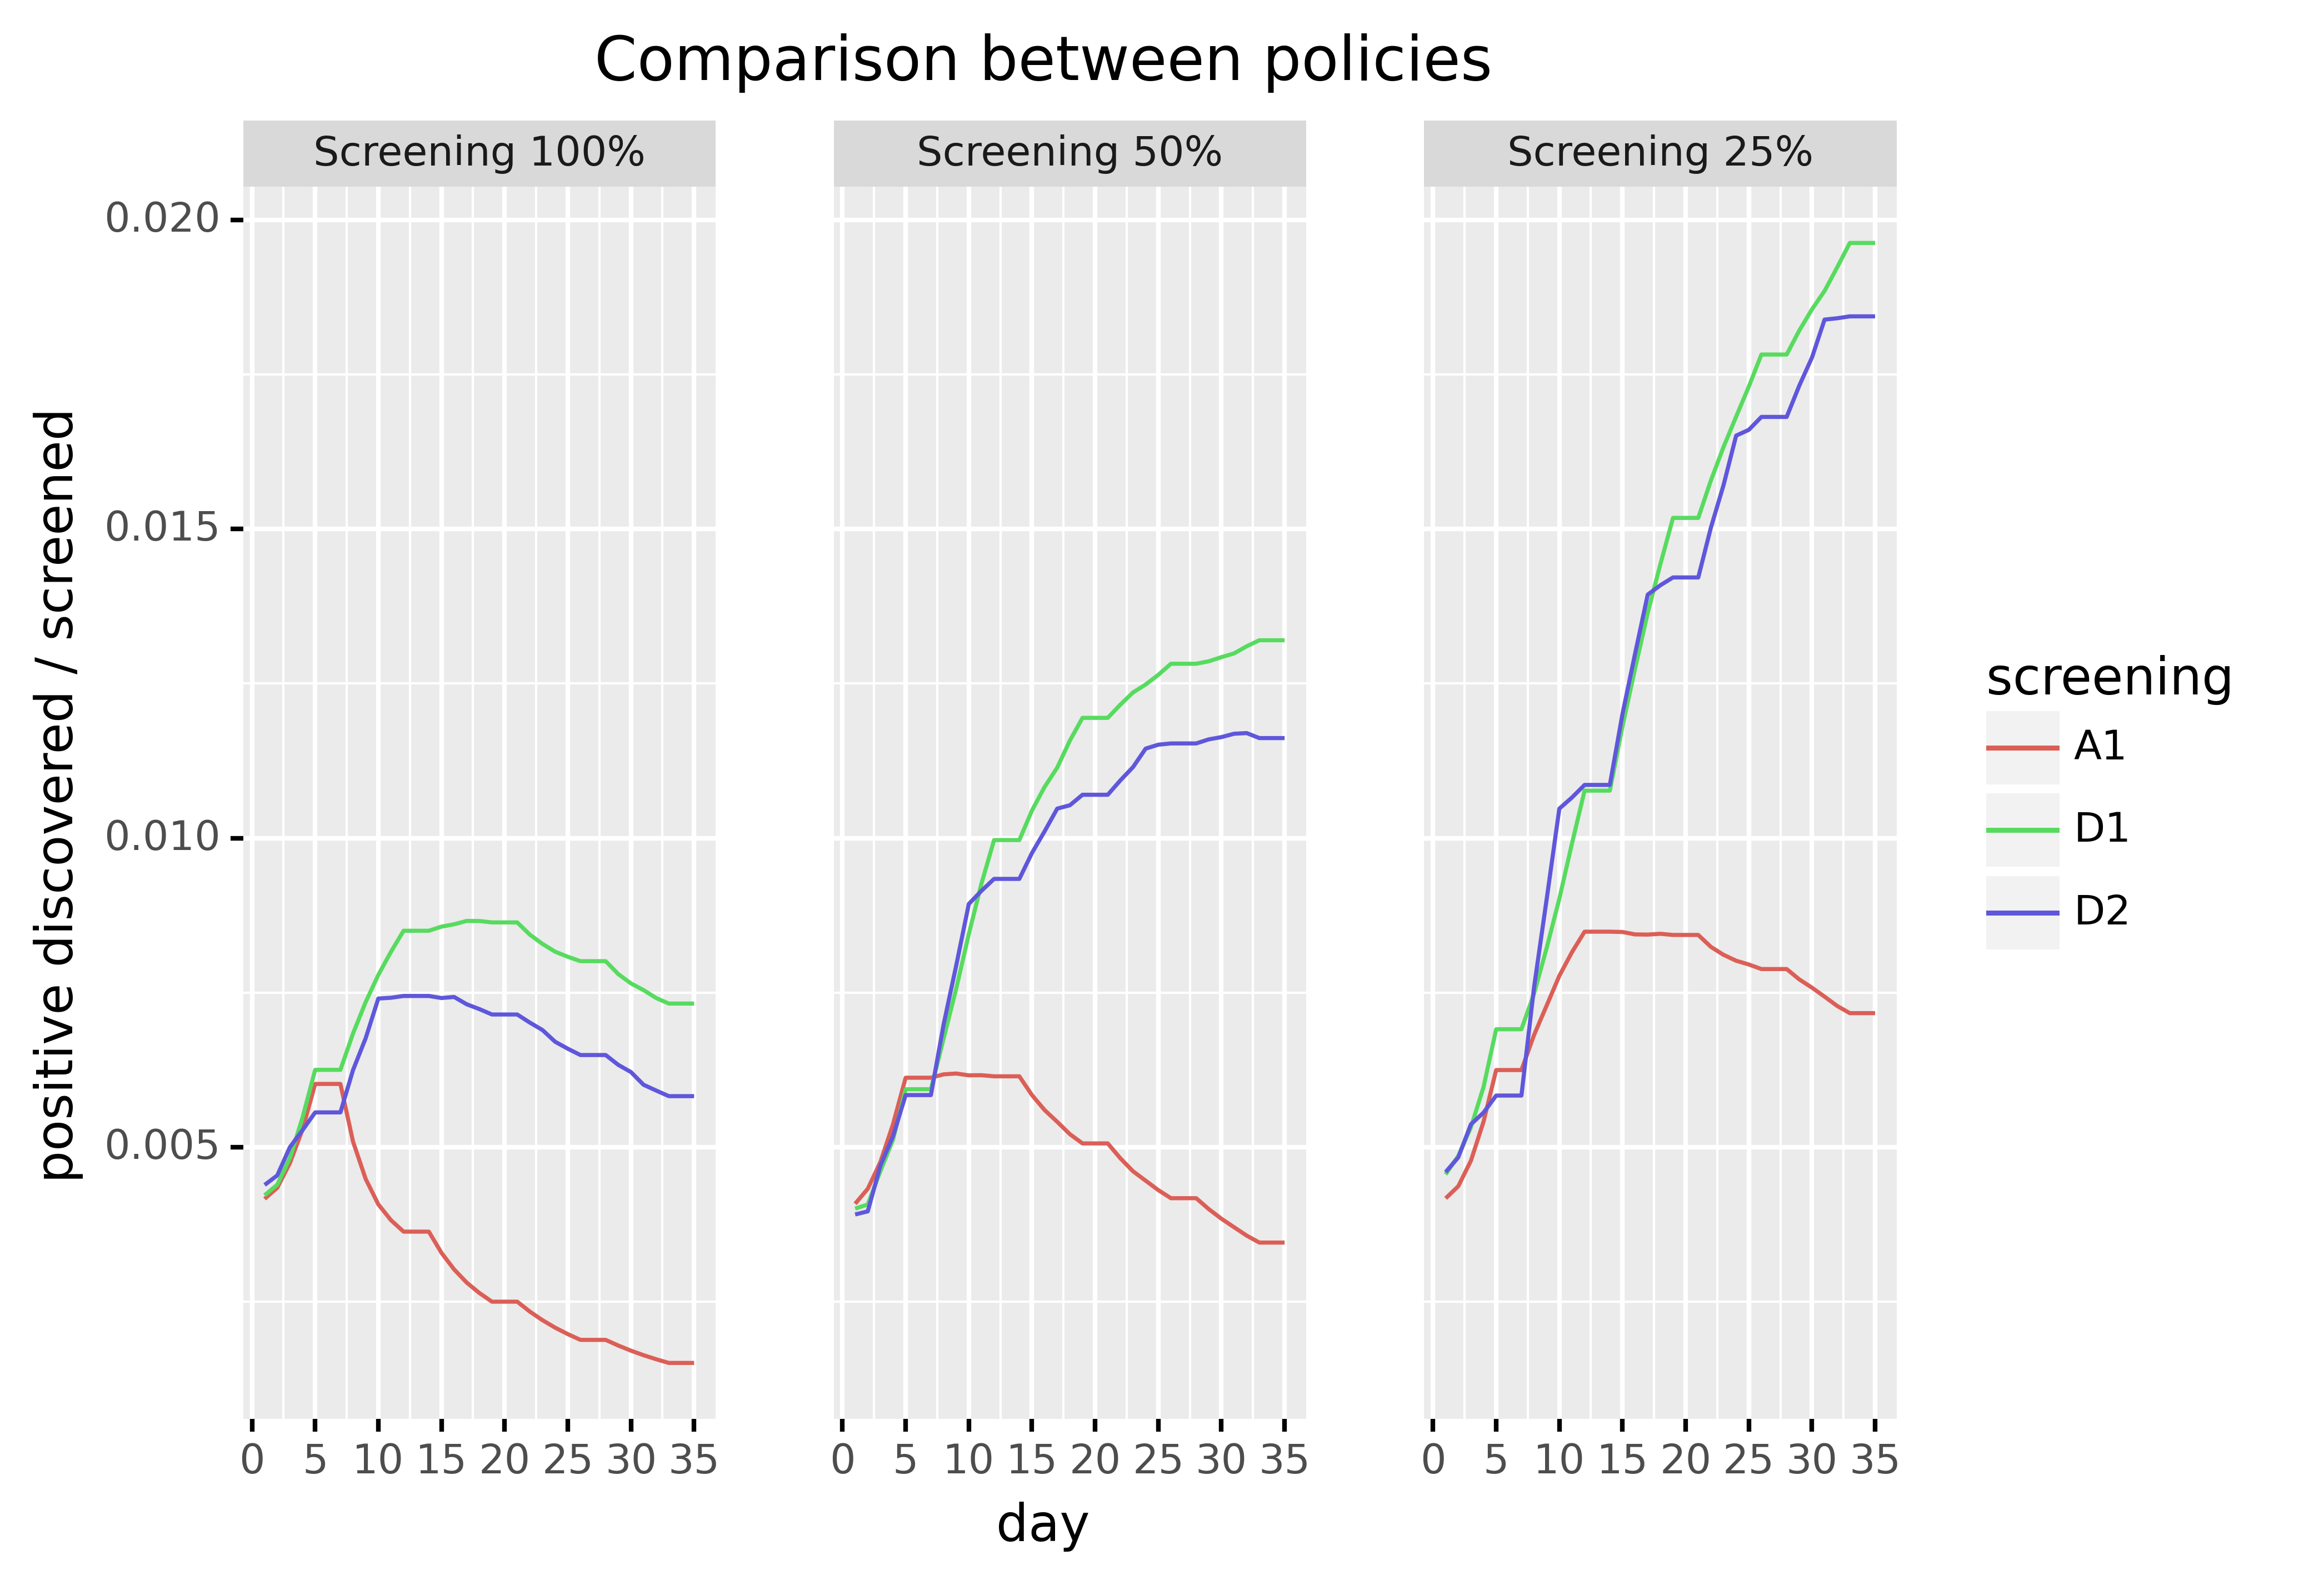 Comparison between policies
Screening 100%
Screening 50%
Screening 25%
0.020
0.015
0.010
0.005
positive discovered / screened
0 5 10 15 20 25 30 35
0 5 10 15 20 25 30 35
0 5 10 15 20 25 30 35
day
screening
A1
D1
D2